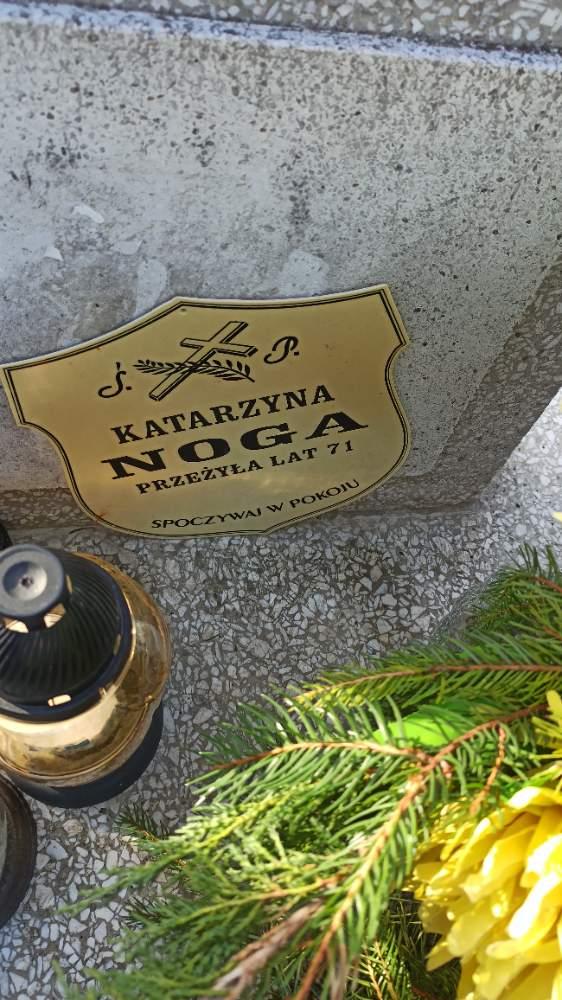 Ś. P.
KATARZYNA
NOGA
PRZEŻYŁA LAT 71
SPOCZYWAJ W POKOJU